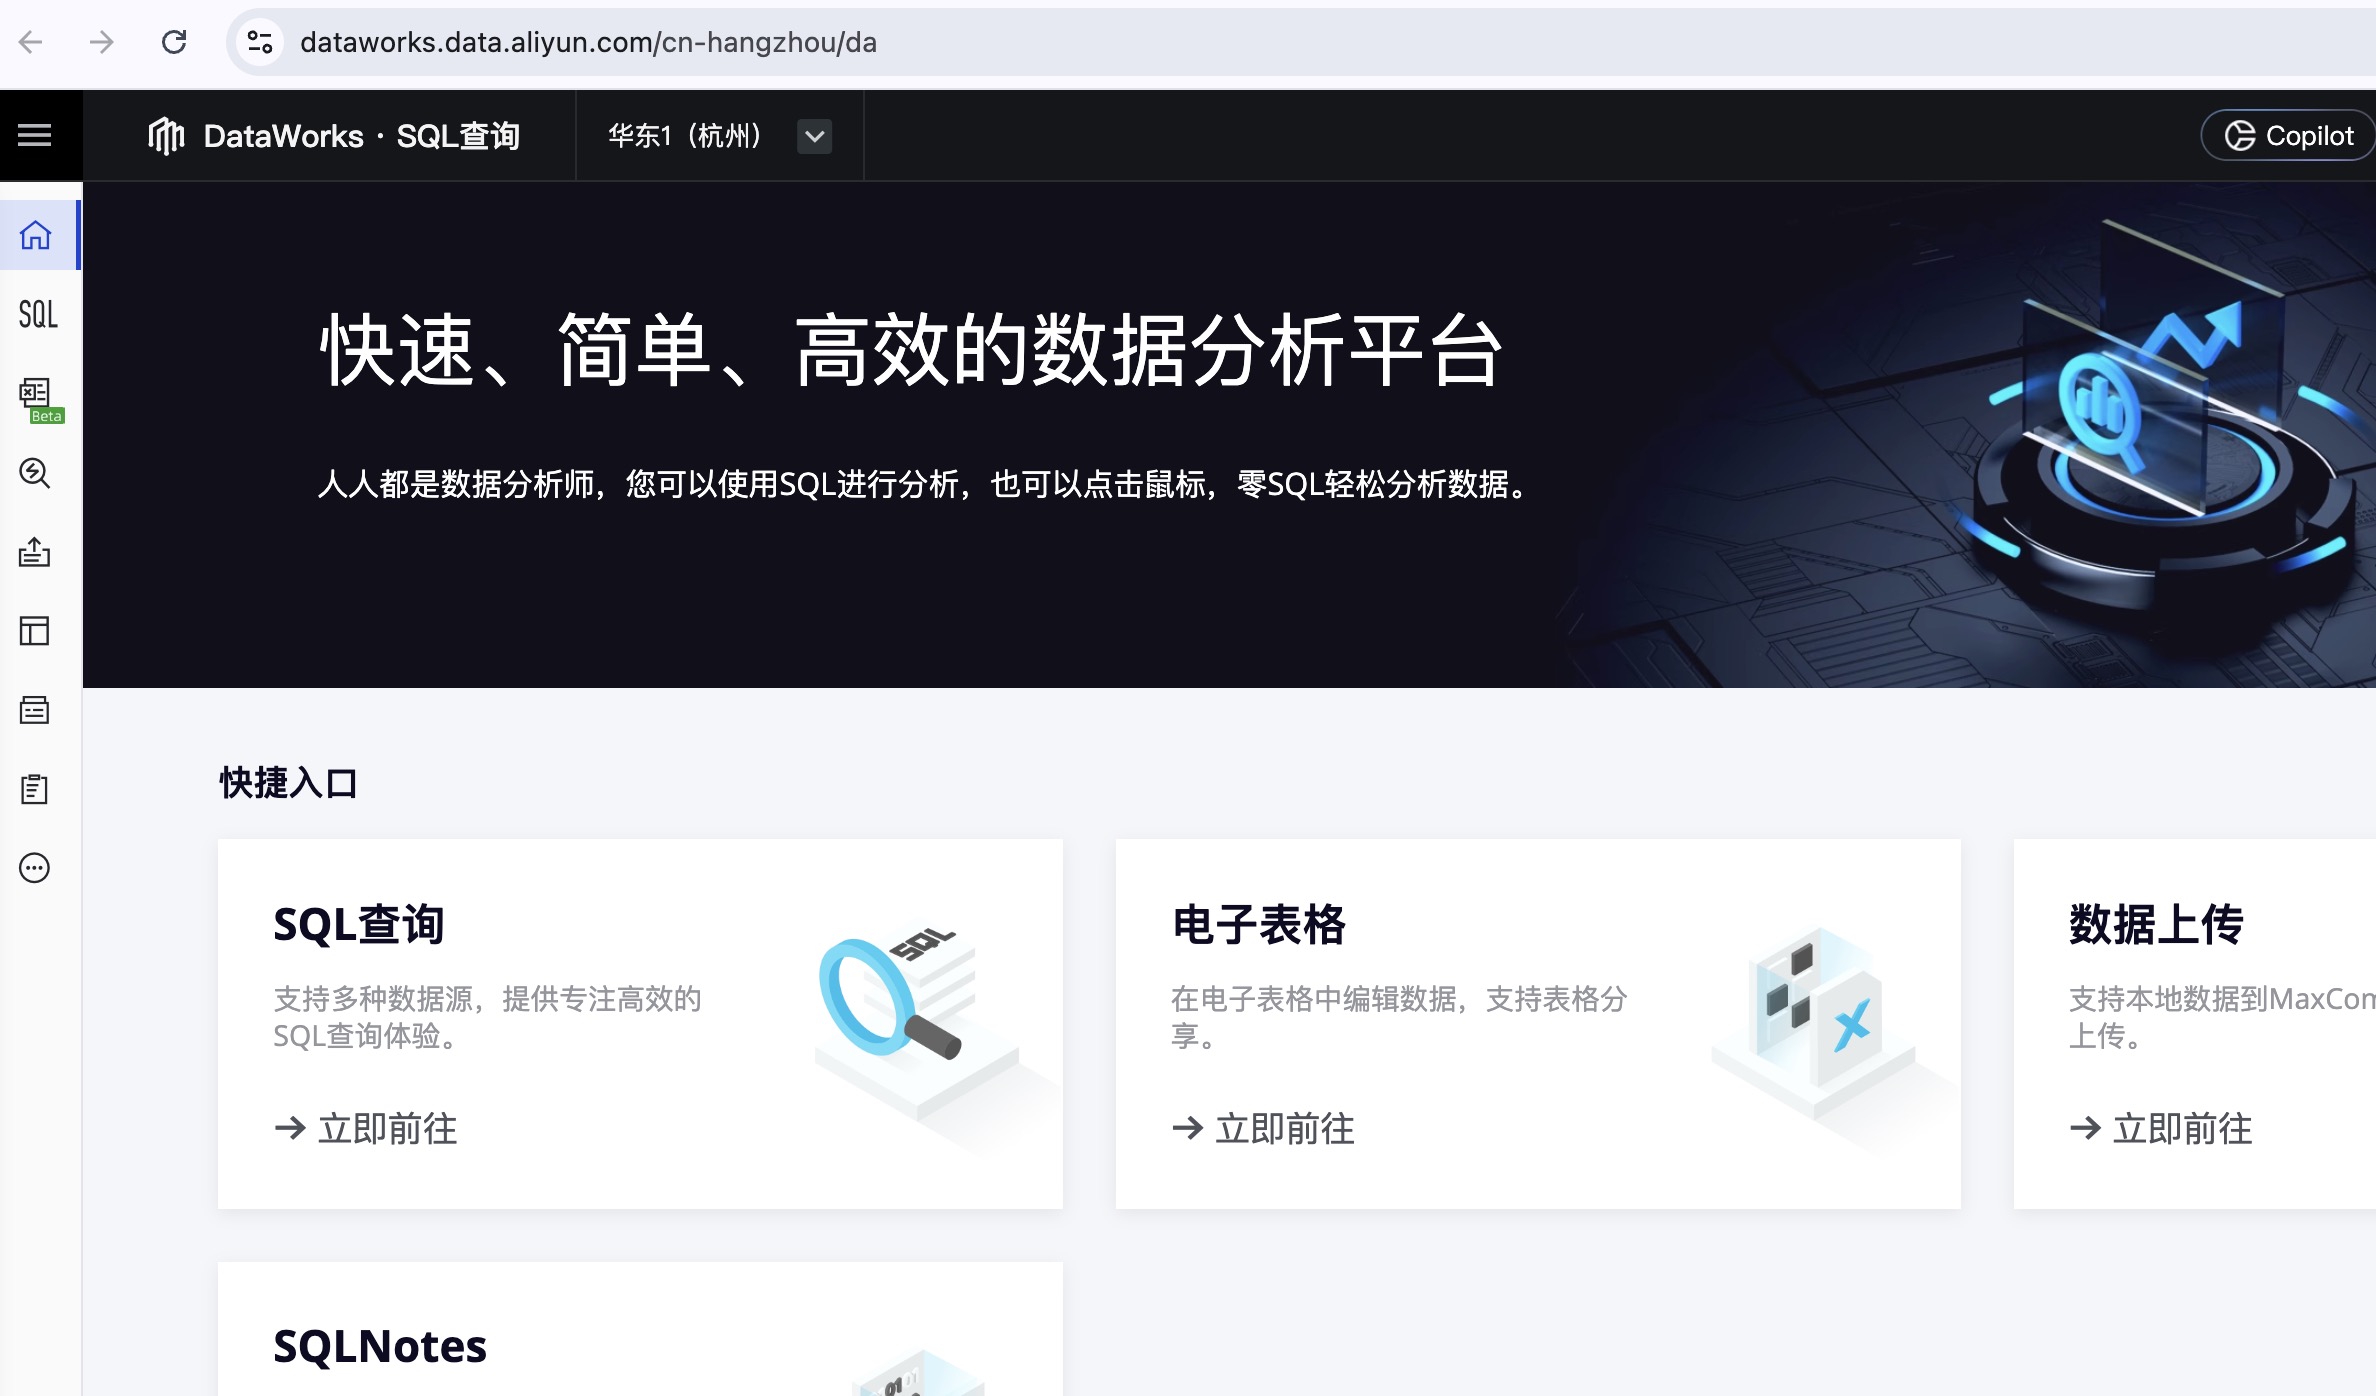 dataworks.data.aliyun.com/cn-hangzhou/da
DataWorks · SQL查询
华东1（杭州）
Copilot
SQL
Beta
快速、简单、高效的数据分析平台
人人都是数据分析师，您可以使用SQL进行分析，也可以点击鼠标，零SQL轻松分析数据。
快捷入口
SQL查询
支持多种数据源，提供专注高效的
SQL查询体验。
立即前往
SQL
电子表格
在电子表格中编辑数据，支持表格分
享。
立即前往
X
数据上传
支持本地数据到MaxCom
上传。
立即前往
SQLNotes